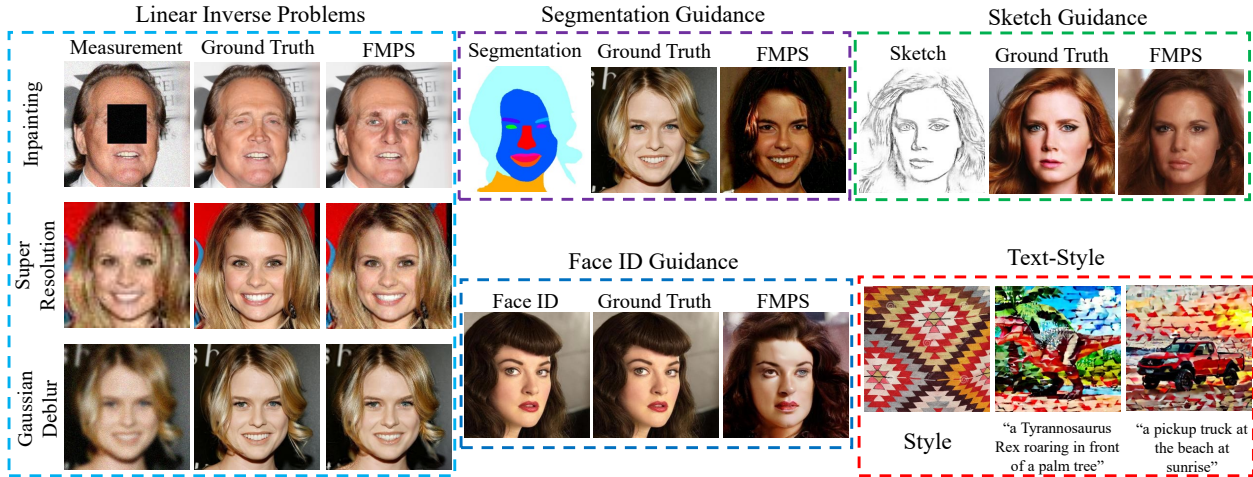 Linear Inverse Problems
Measurement Ground Truth FMPS
Inpainting
Super
Resolution
Gaussian
Deblur
Segmentation Guidance
Segmentation Ground Truth FMPS
Sketch Guidance
Sketch Ground Truth FMPS
Face ID Guidance
Face ID Ground Truth FMPS
Text-Style
Style
“a Tyrannosaurus
Rex roaring in front
of a palm tree”
“a pickup truck at
the beach at
sunrise”